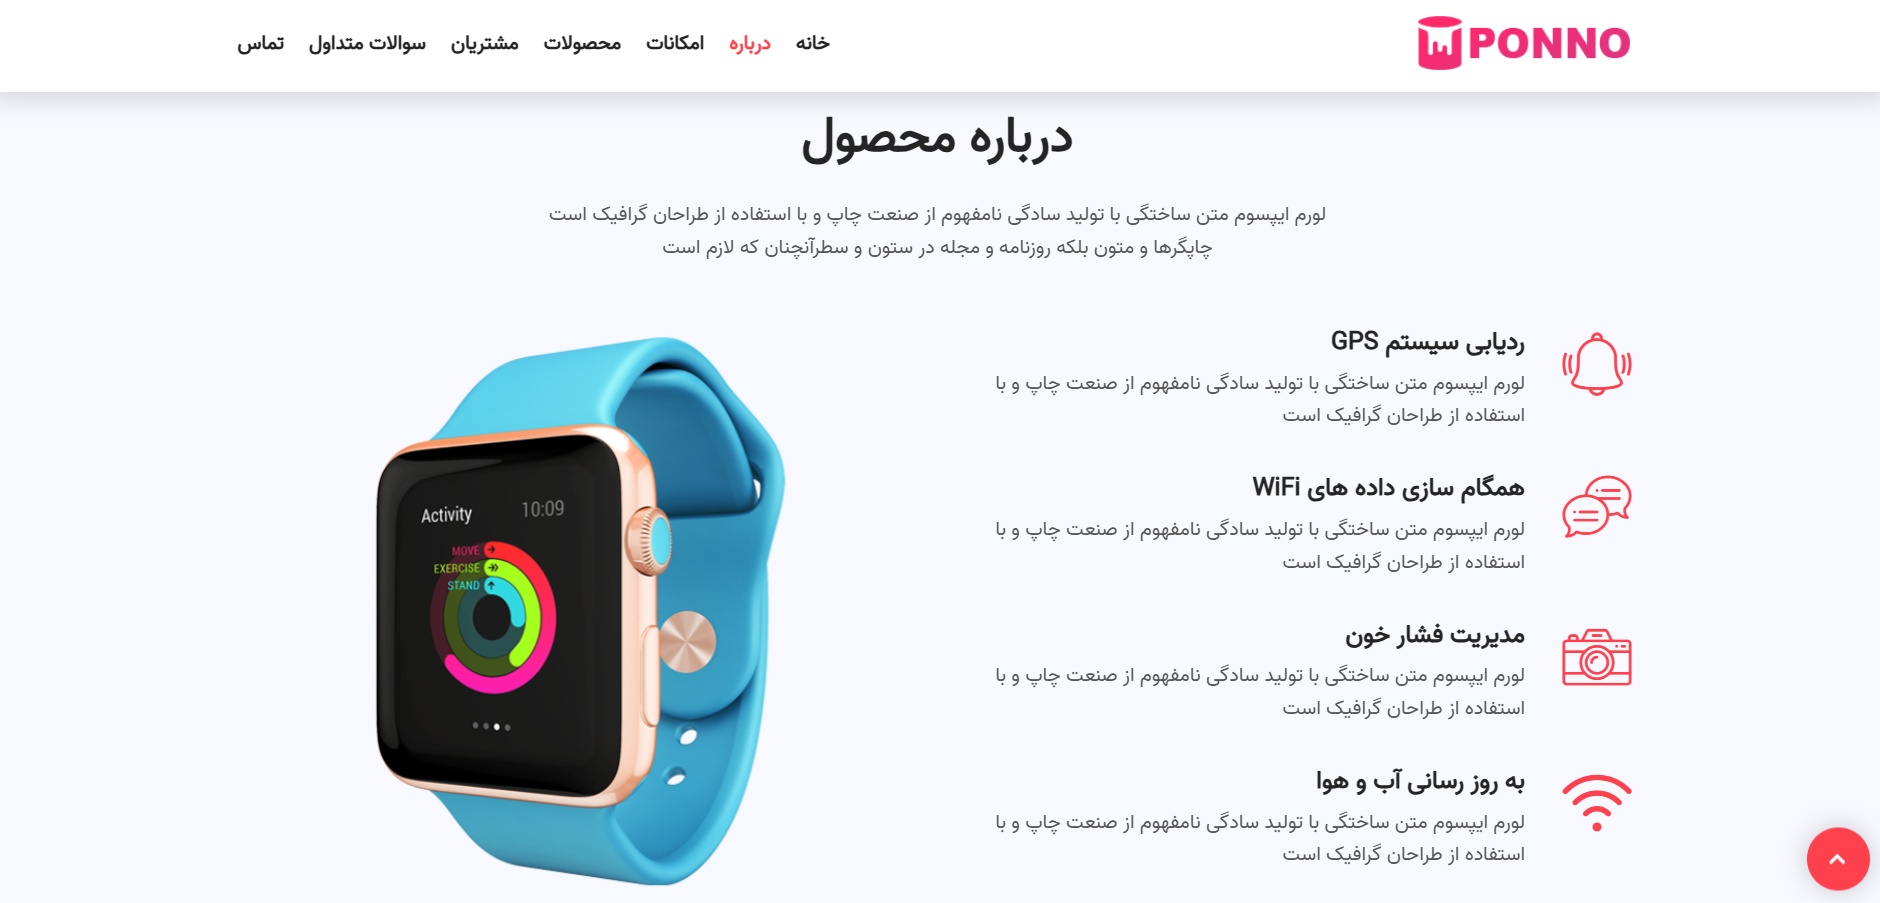 PONNO
خانه درباره امکانات محصولات مشتریان سوالات متداول تماس
درباره محصول
لورم ایپسوم متن ساختگی با تولید سادگی نامفهوم از صنعت چاپ و با استفاده از طراحان گرافیک است
چاپگرها و متون بلکه روزنامه و مجله در ستون و سطرآنچنان که لازم است
ردیابی سیستم GPS
لورم ایپسوم متن ساختگی با تولید سادگی نامفهوم از صنعت چاپ و با
استفاده از طراحان گرافیک است
همگام سازی داده های WiFi
لورم ایپسوم متن ساختگی با تولید سادگی نامفهوم از صنعت چاپ و با
استفاده از طراحان گرافیک است
مدیریت فشار خون
لورم ایپسوم متن ساختگی با تولید سادگی نامفهوم از صنعت چاپ و با
استفاده از طراحان گرافیک است
به روز رسانی آب و هوا
لورم ایپسوم متن ساختگی با تولید سادگی نامفهوم از صنعت چاپ و با
استفاده از طراحان گرافیک است
Activity 10:09
MOVE
EXERCISE
STAND